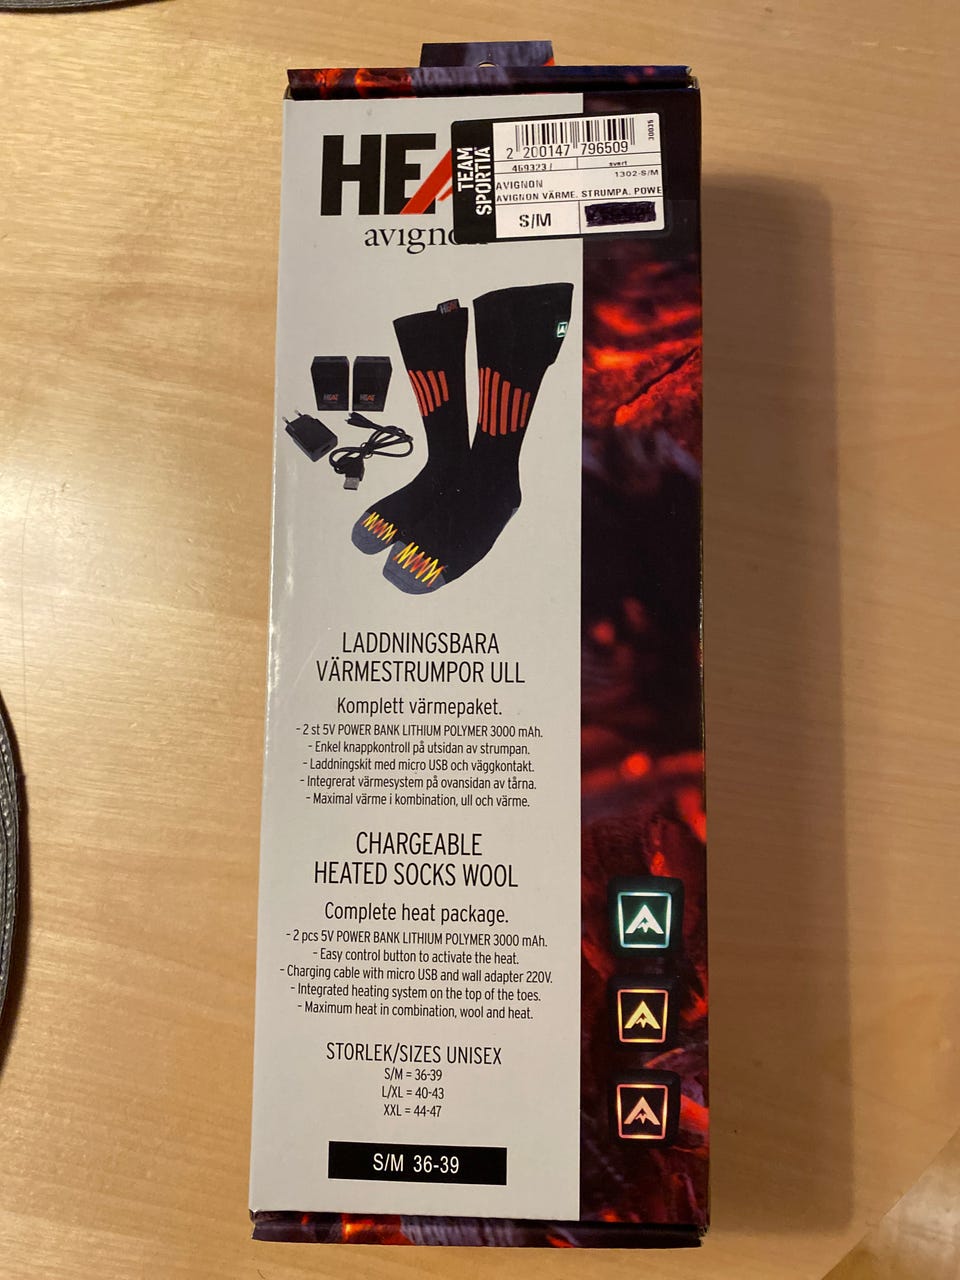 HEA
avigno
TEAM
SPORTIA
2 200147 796509
30035
469323/
svart
1302-S/M
AVIGNON
AVIGNON VÄRME. STRUMPA. POWE
S/M
HEAT
HEAT
HEAT
LADDNINGSBARA
VÄRMESTRUMPOR ULL
Komplett värmepaket.
- 2 st 5V POWER BANK LITHIUM POLYMER 3000 mAh.
- Enkel knappkontroll på utsidan av strumpan.
- Laddningskit med micro USB och väggkontakt.
- Integrerat värmesystem på ovansidan av tårna.
- Maximal värme i kombination, ull och värme.
CHARGEABLE
HEATED SOCKS WOOL
Complete heat package.
- 2 pcs 5V POWER BANK LITHIUM POLYMER 3000 mAh.
- Easy control button to activate the heat.
- Charging cable with micro USB and wall adapter 220V.
- Integrated heating system on the top of the toes.
- Maximum heat in combination, wool and heat.
STORLEK/SIZES UNISEX
S/M = 36-39
L/XL = 40-43
XXL = 44-47
S/M 36-39